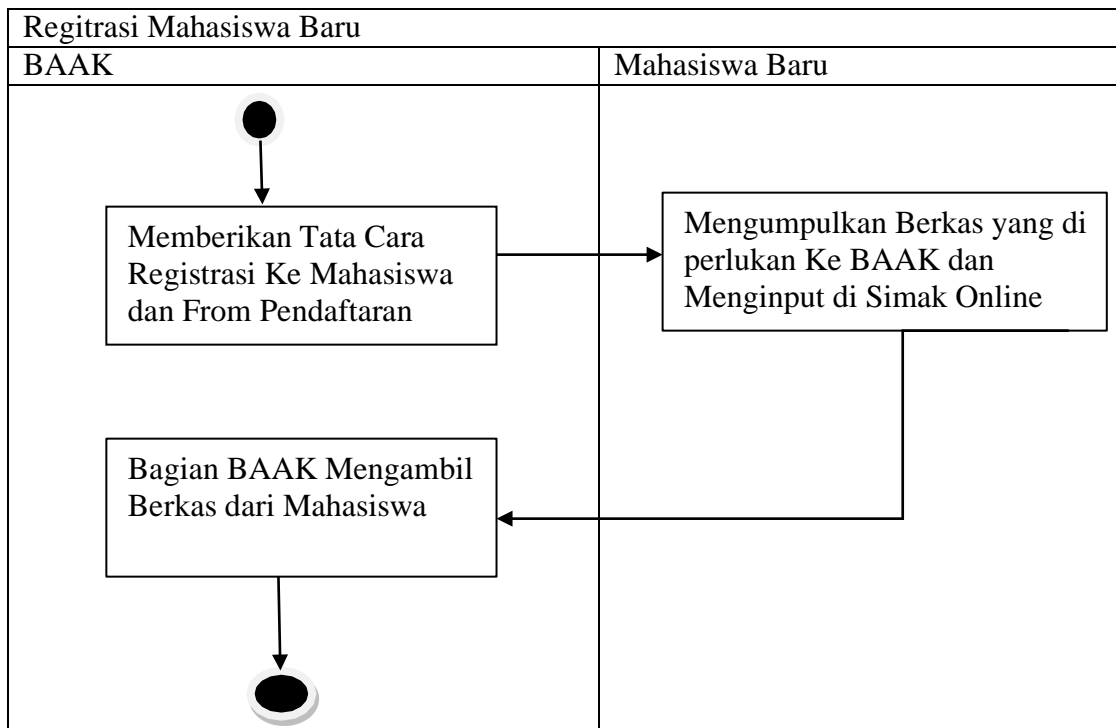 Regitrasi Mahasiswa Baru
BAAK
Mahasiswa Baru
Memberikan Tata Cara
Registrasi Ke Mahasiswa
dan From Pendaftaran
Mengumpulkan Berkas yang di
perlukan Ke BAAK dan
Menginput di Simak Online
Bagian BAAK Mengambil
Berkas dari Mahasiswa